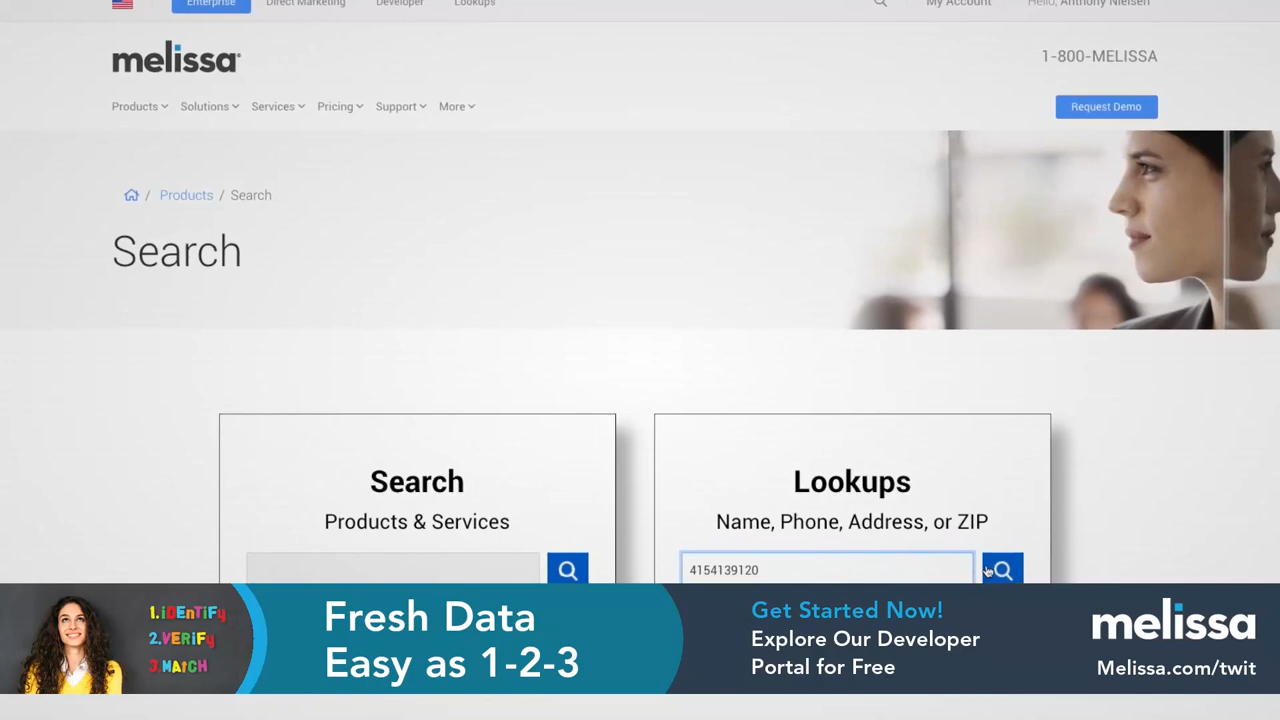 Enterprise
Direct Marketing
Developer
Lookups
My Account
Hello, Anthony Nielsen
melissa
1-800-MELISSA
Products
Solutions
Services
Pricing
Support
More
Request Demo
/ Products / Search
Search
Search
Products & Services
Lookups
Name, Phone, Address, or ZIP
4154139120
1.iDEnTiFy
2.VERiFy
3.MAtCH
Fresh Data
Easy as 1-2-3
Get Started Now!
Explore Our Developer
Portal for Free
melissa
Melissa.com/twit